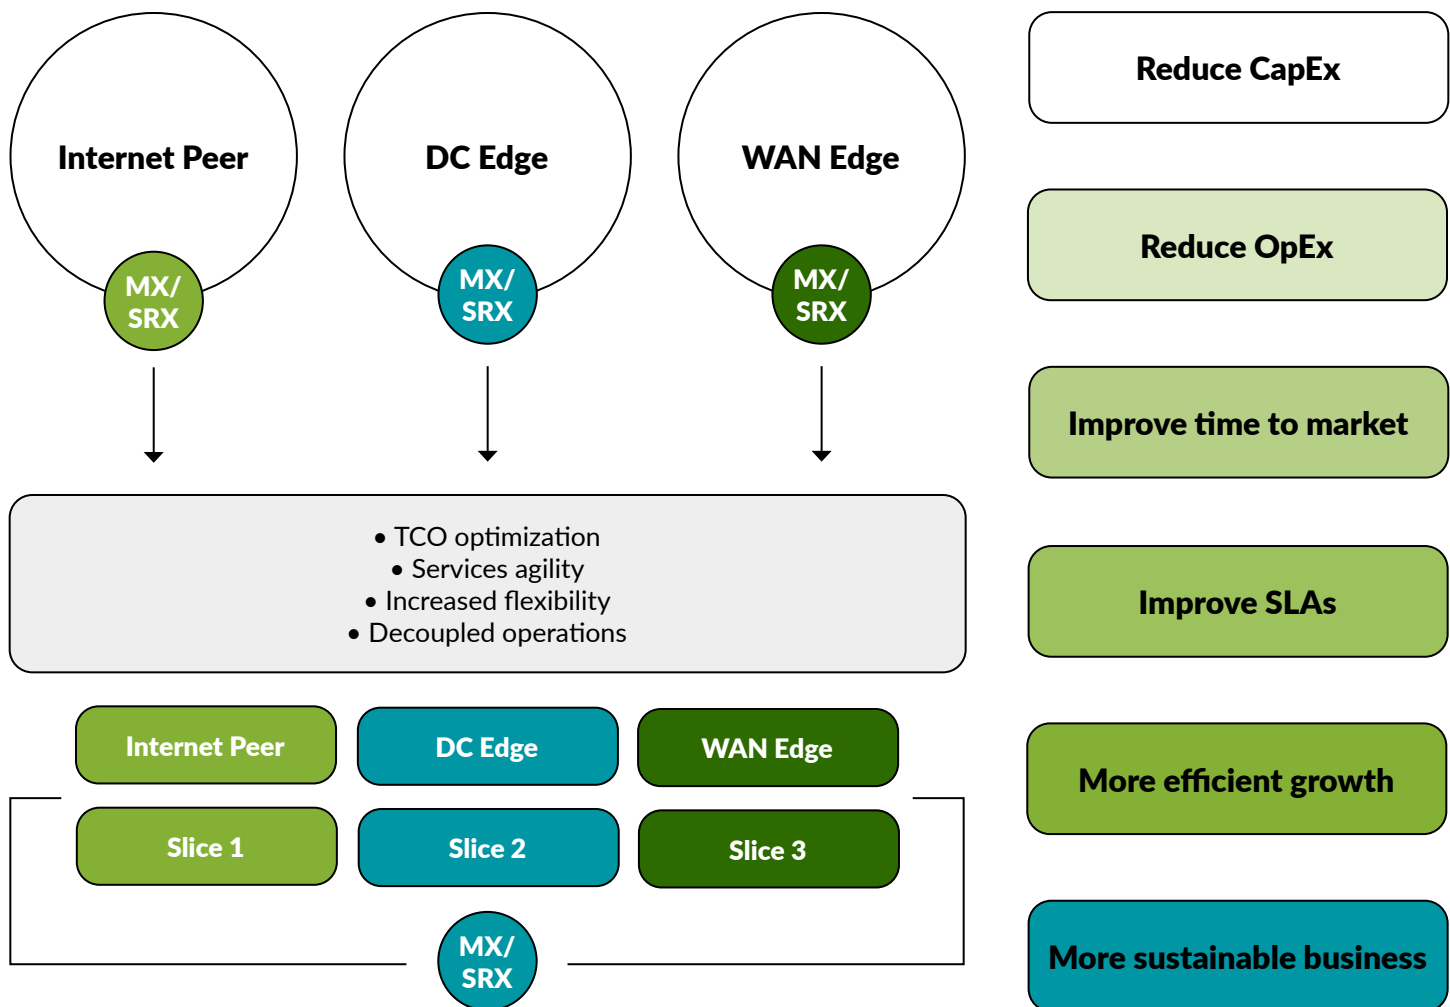 Internet Peer
DC Edge
WAN Edge
MX/
SRX
MX/
SRX
MX/
SRX
• TCO optimization
• Services agility
• Increased flexibility
• Decoupled operations
Internet Peer
DC Edge
WAN Edge
Slice 1
Slice 2
Slice 3
MX/
SRX
Reduce CapEx
Reduce OpEx
Improve time to market
Improve SLAs
More efficient growth
More sustainable business